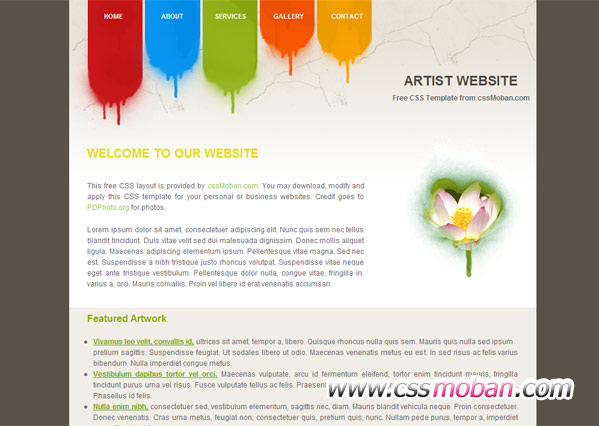 HOME ABOUT SERVICES GALLERY CONTACT
ARTIST WEBSITE
Free CSS Template from cssMoban.com
WELCOME TO OUR WEBSITE
This free CSS layout is provided by cssMoban.com. You may download, modify and
apply this CSS template for your personal or business websites. Credit goes to
PDPhoto.org for photos.
Lorem ipsum dolor sit amet, consectetuer adipiscing elit. Nunc quis sem nec tellus
blandit tincidunt. Duis vitae velit sed dui malesuada dignissim. Donec mollis aliquet
ligula. Maecenas adipiscing elementum ipsum. Pellentesque vitae magna. Sed nec
est. Suspendisse a nibh tristique justo rhoncus volutpat. Suspendisse vitae neque
eget ante tristique vestibulum. Pellentesque dolor nulla, congue vitae, fringilla in,
varius a, orci. Mauris convallis. Proin vel libero id erat venenatis accumsan.
Featured Artwork
Vivamus leo velit, convallis id, ultrices sit amet, tempor a, libero. Quisque rhoncus nulla quis sem. Mauris quis nulla sed ipsum
pretium sagittis. Suspendisse feugiat. Ut sodales libero ut odio. Maecenas venenatis metus eu est. In sed risus ac felis varius
bibendum. Nulla imperdiet congue metus.
Vestibulum dapibus tortor vel orci. Maecenas vulputate, arcu id fermentum eleifend, tortor enim tincidunt mauris, fringilla
tincidunt purus urna vel risus. Fusce vulputate tellus ac felis. Praesent
Phasellus id felis.
Nulla enim nibh, consectetuer sed, vestibulum elementum, sagittis nec, diam. Mauris blandit vehicula neque. Proin consectetuer.
Donec venenatis. Cras urna metus, feugiat non, consectetuer quis, pretium quis, nunc. Nullam pede purus, tempor in, imperdiet a
www.cssmoban.com